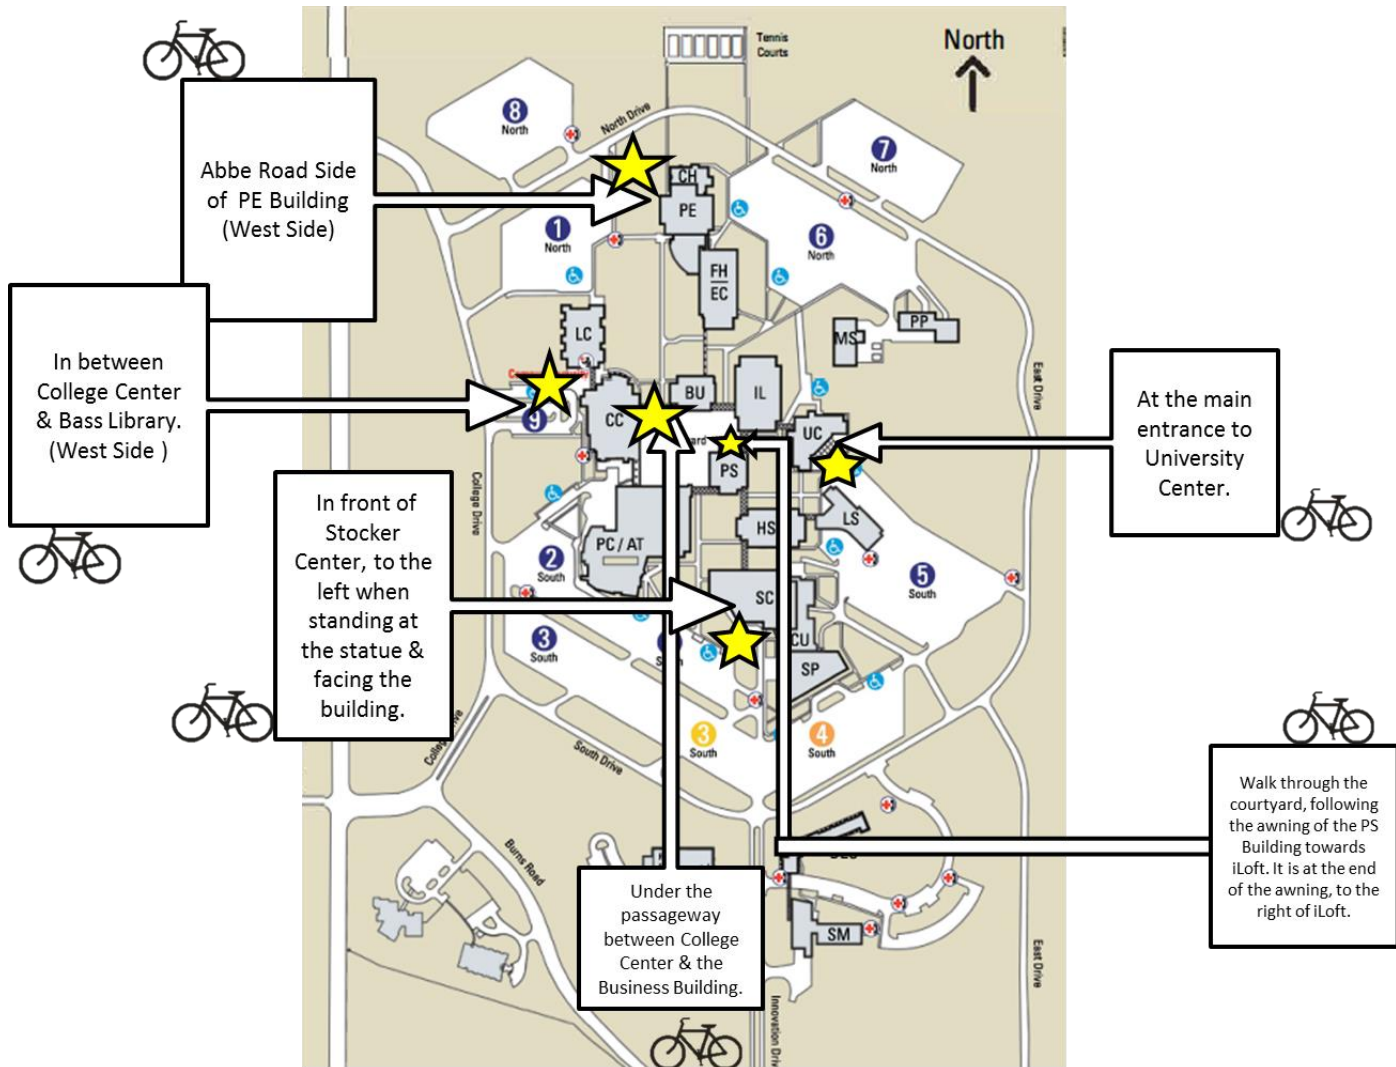 Tennis
Courts
North
8
North
North Drive
7
North
Abbe Road Side
of PE Building
(West Side)
CH
PE
1
North
6
North
FH
EC
LC
MS
PP
In between
College Center
& Bass Library.
(West Side )
9
BU
IL
CC
UC
PS
East Drive
At the main
entrance to
University
Center.
College Drive
In front of
Stocker
Center, to the
left when
standing at
the statue &
facing the
building.
2
South
PC / AT
HS
LS
5
South
SC
CU
SP
3
South
3
South
4
South
South Drive
Burns Road
Walk through the
courtyard, following
the awning of the PS
Building towards
iLoft. It is at the end
of the awning, to the
right of iLoft.
Under the
passageway
between College
Center & the
Business Building.
SM
East Drive
Innovation Driv